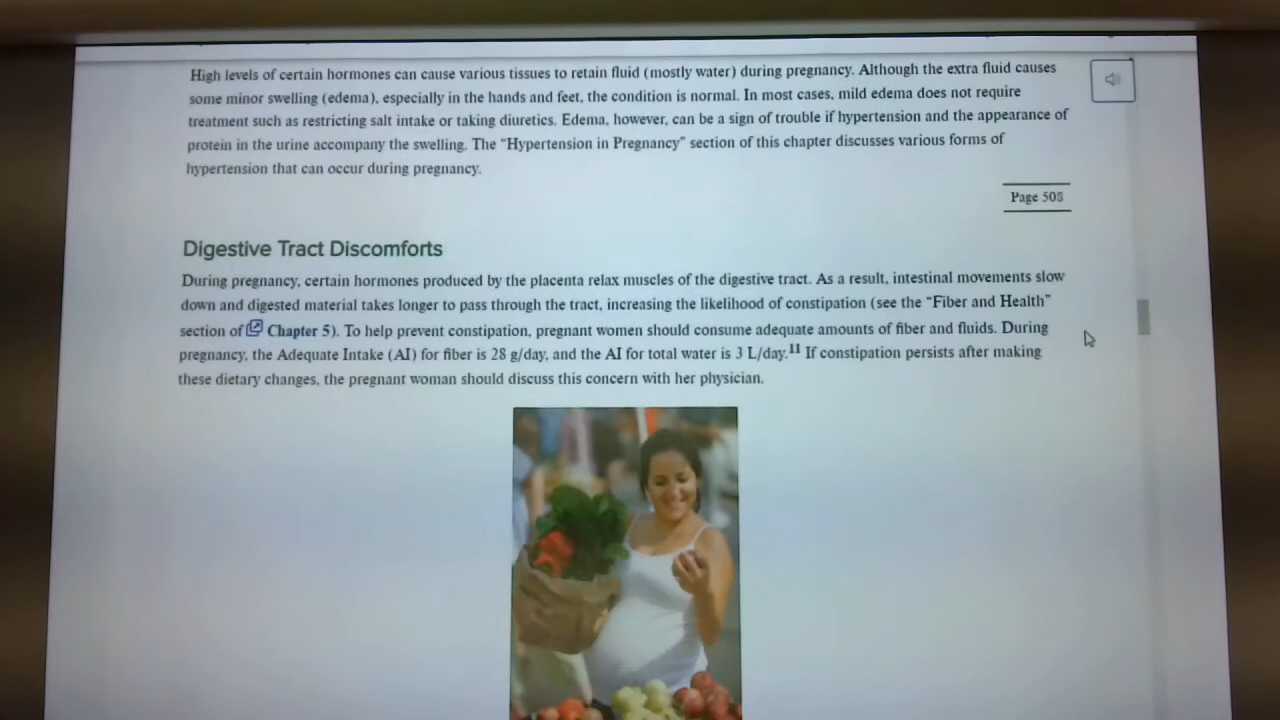 High levels of certain hormones can cause various tissues to retain fluid (mostly water) during pregnancy. Although the extra fluid causes
some minor swelling (edema), especially in the hands and feet, the condition is normal. In most cases, mild edema does not require
treatment such as restricting salt intake or taking diuretics. Edema, however, can be a sign of trouble if hypertension and the appearance of
protein in the urine accompany the swelling. The “Hypertension in Pregnancy” section of this chapter discusses various forms of
hypertension that can occur during pregnancy.
Page 508
Digestive Tract Discomforts
During pregnancy, certain hormones produced by the placenta relax muscles of the digestive tract. As a result, intestinal movements slow
down and digested material takes longer to pass through the tract, increasing the likelihood of constipation (see the “Fiber and Health”
section of Chapter 5). To help prevent constipation, pregnant women should consume adequate amounts of fiber and fluids. During
pregnancy, the Adequate Intake (AI) for fiber is 28 g/day, and the AI for total water is 3 L/day.11 If constipation persists after making
these dietary changes, the pregnant woman should discuss this concern with her physician.